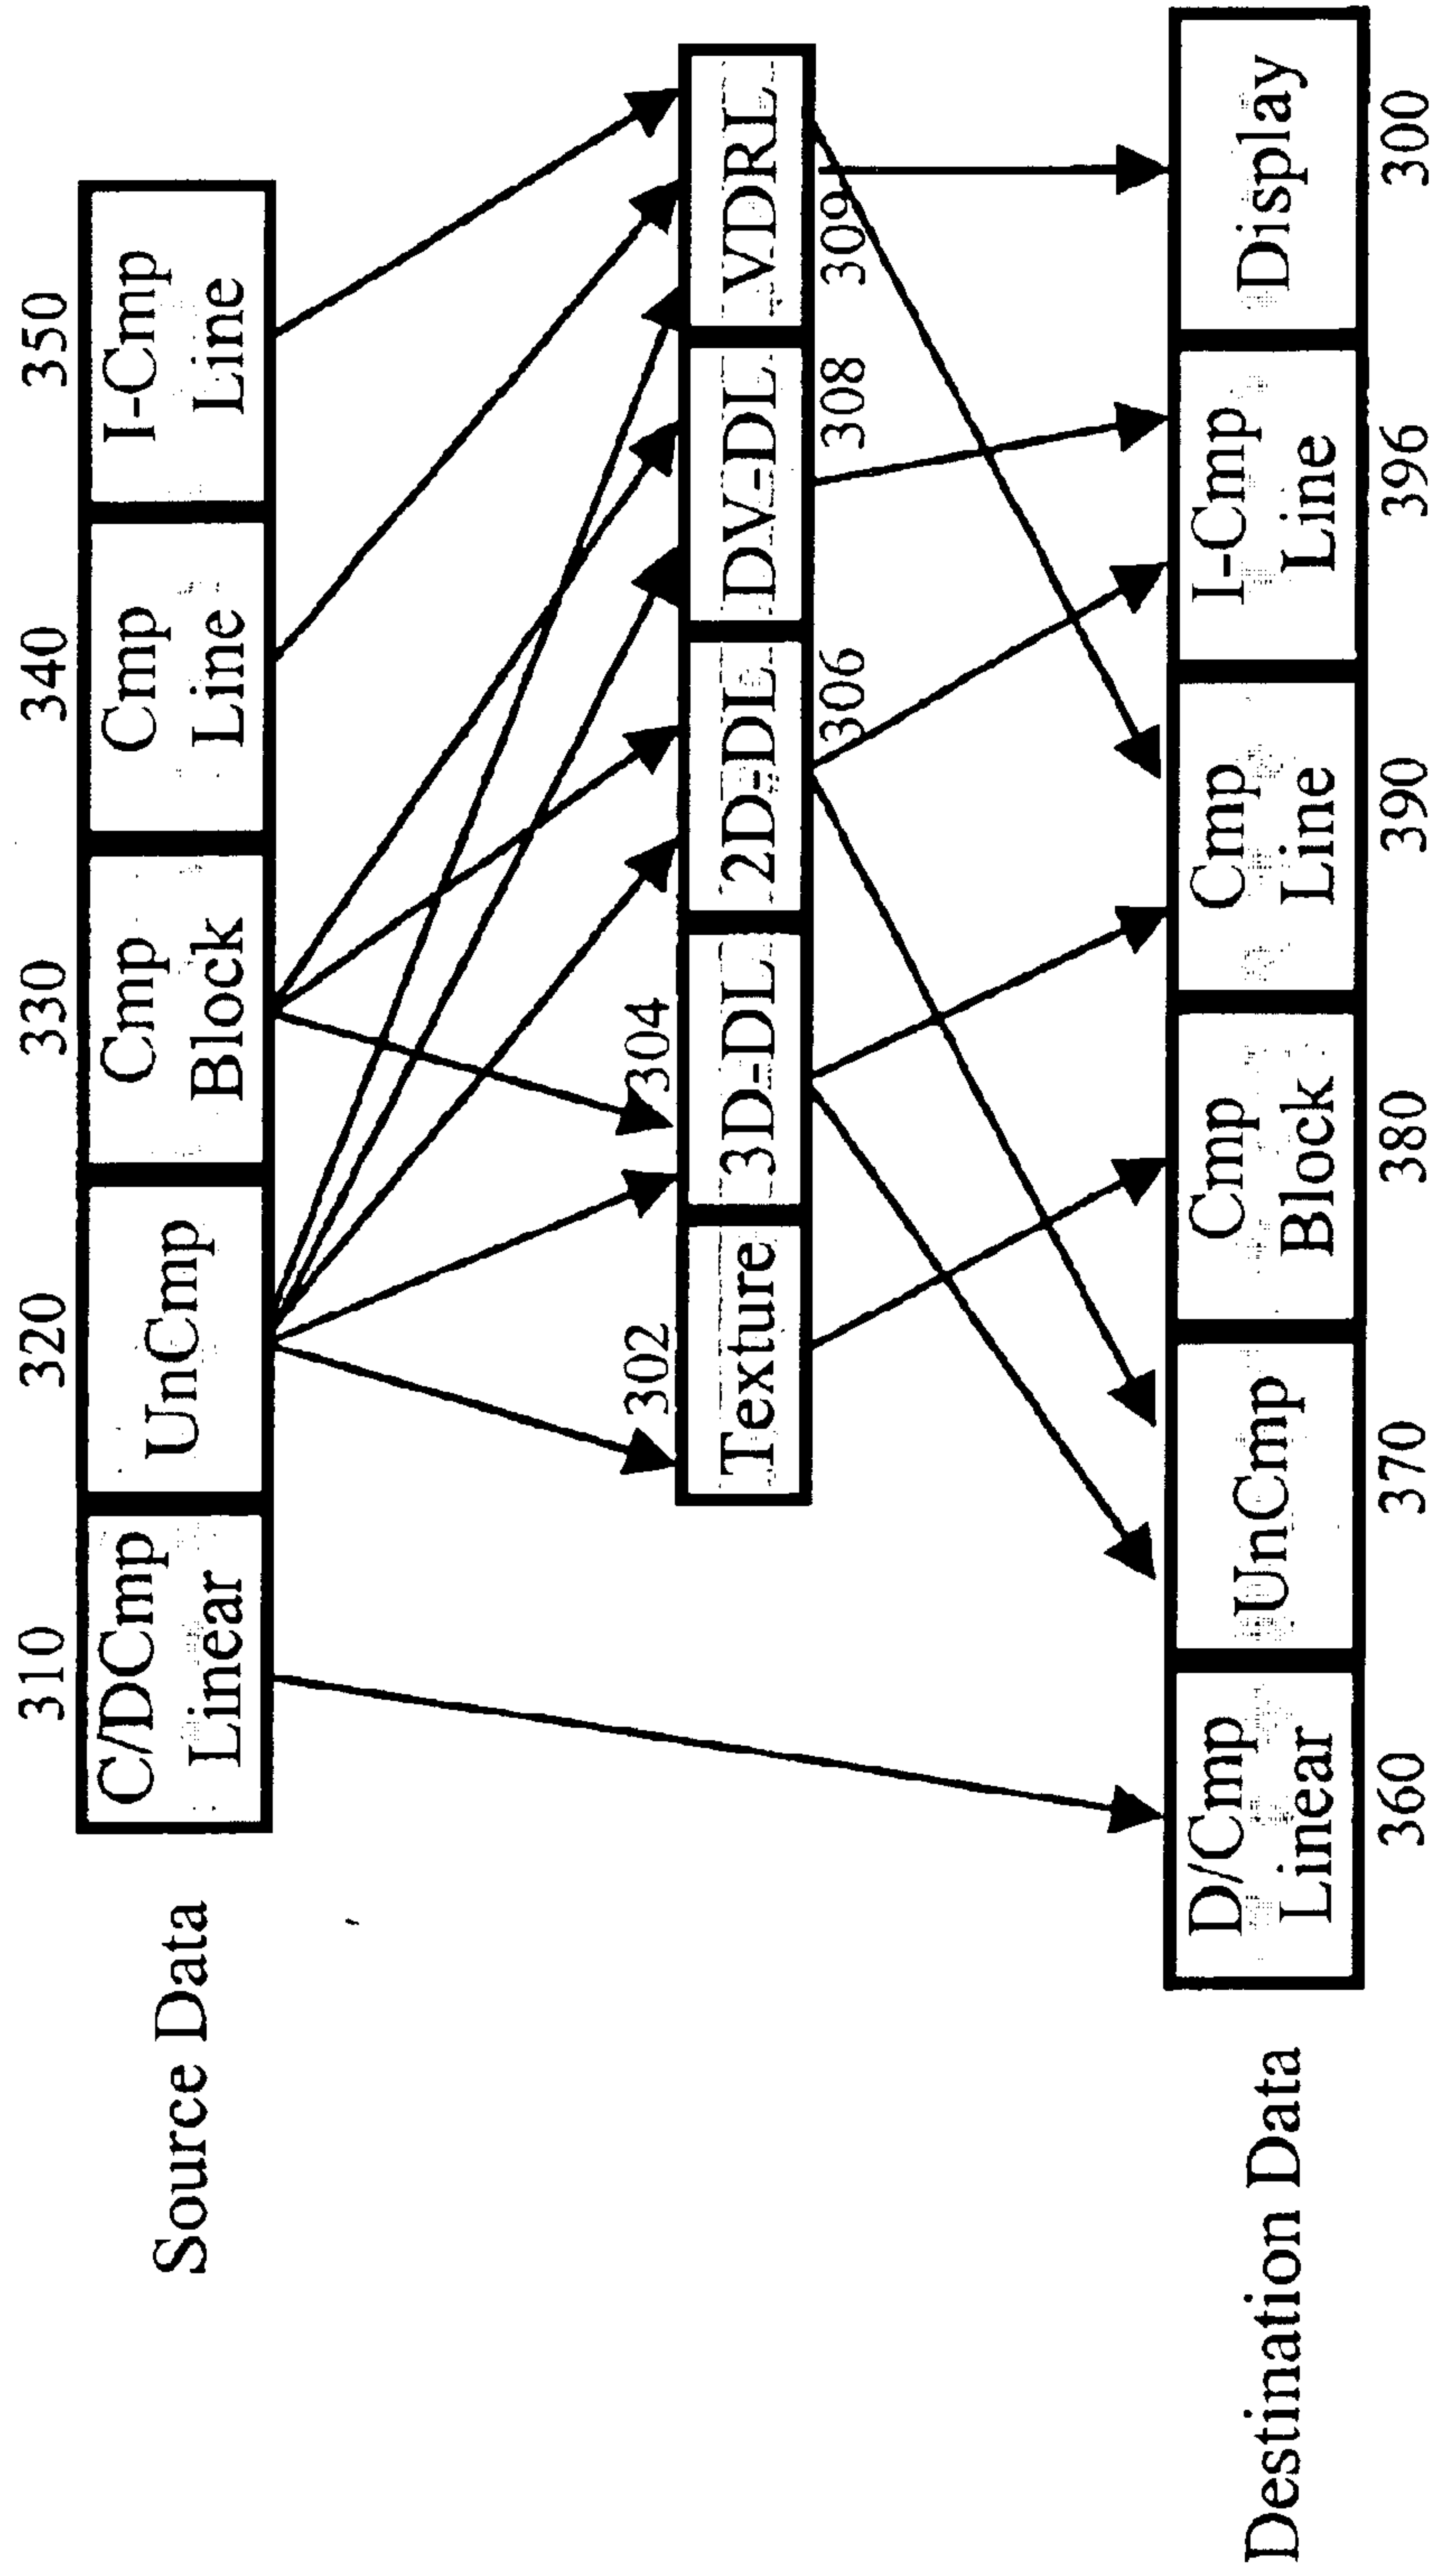 310 320 330 340 350
Source Data
C/DCmp Linear
UnCmp
Cmp Block
Cmp Line
I-Cmp Line
302 304
Texture
3D-DL
2D-DL
DV-DL
VDRL
306 308 309
Destination Data
D/Cmp Linear
UnCmp
Cmp Block
Cmp Line
I-Cmp Line
Display
360 370 380 390 396 300